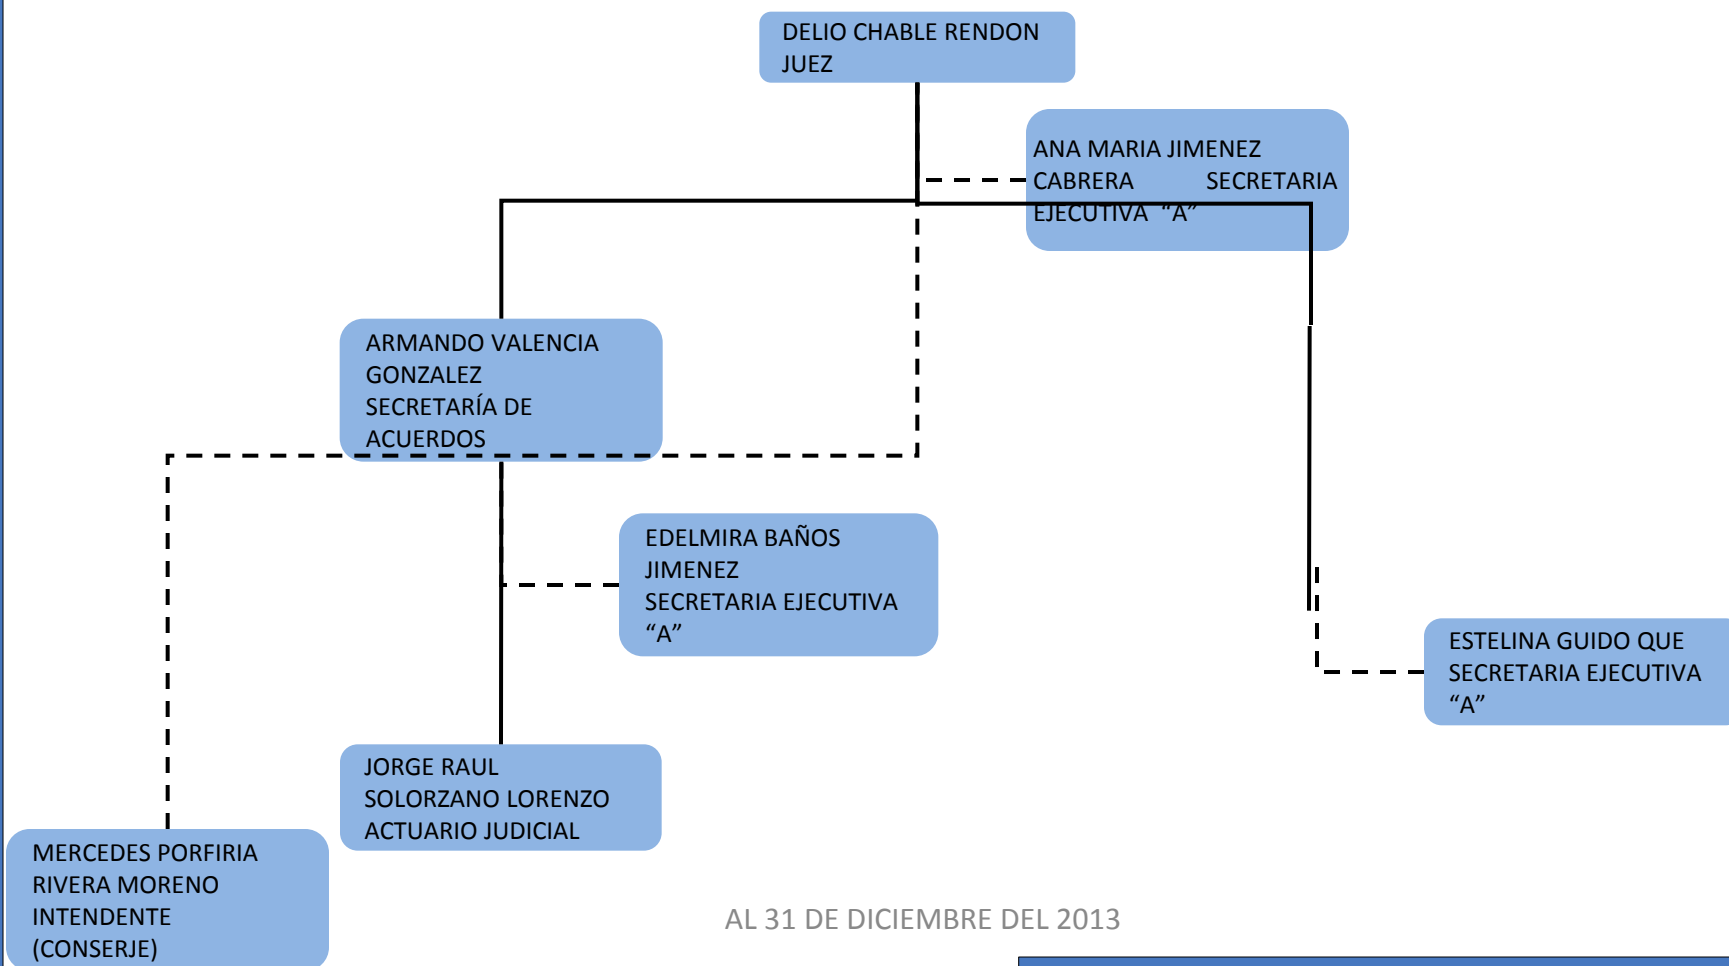 DELIO CHABLE RENDON
JUEZ
ANA MARIA JIMENEZ
CABRERA SECRETARIA
EJECUTIVA “A”
ARMANDO VALENCIA
GONZALEZ
SECRETARÍA DE
ACUERDOS
EDELMIRA BAÑOS
JIMENEZ
SECRETARIA EJECUTIVA
“A”
ESTELINA GUIDO QUE
SECRETARIA EJECUTIVA
“A”
JORGE RAUL
SOLORZANO LORENZO
ACTUARIO JUDICIAL
MERCEDES PORFIRIA
RIVERA MORENO
INTENDENTE
(CONSERJE)
AL 31 DE DICIEMBRE DEL 2013